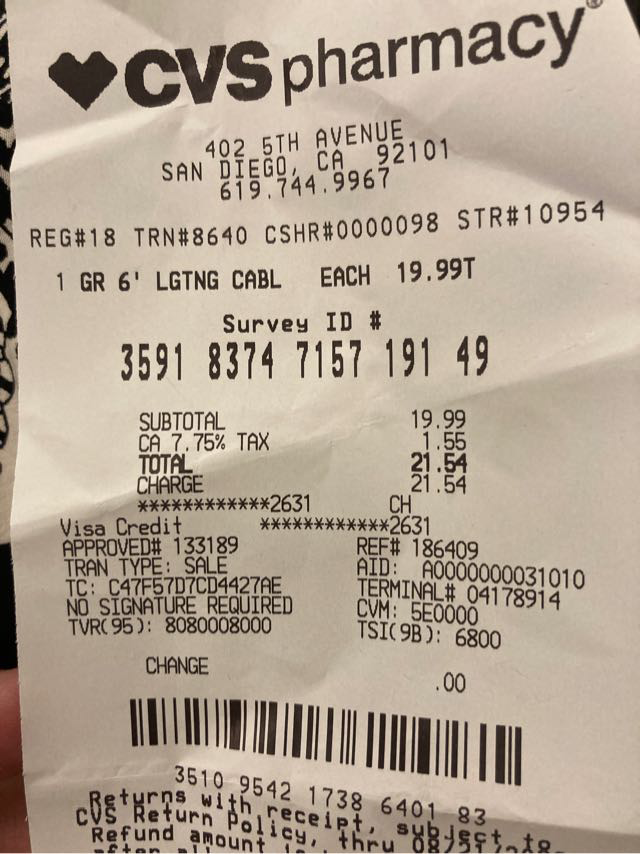 CVS pharmacy®
402 5TH AVENUE
SAN DIEGO, CA 92101
619.744.9967
REG#18 TRN#8640 CSHR#0000098 STR#10954
1 GR 6' LGTNG CABL EACH 19.99T
Survey ID #
3591 8374 7157 191 49
SUBTOTAL 19.99
CA 7.75% TAX 1.55
TOTAL 21.54
CHARGE 21.54
************2631 CH
Visa Credit ************2631
APPROVED# 133189 REF# 186409
TRAN TYPE: SALE AID: A0000000031010
TC: C47F57D7CD4427AE TERMINAL# 04178914
NO SIGNATURE REQUIRED CVM: 5E0000
TVR(95): 8080008000 TSI(9B): 6800
CHANGE .00
3510 9542 1738 6401 83
Returns with receipt, subject to
CVS Return Policy, thru
Refund amount